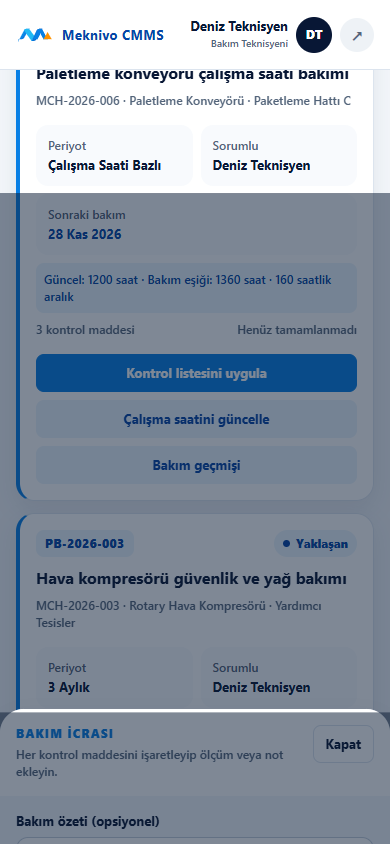 Meknivo CMMS
Deniz Teknisyen
Bakım Teknisyeni
DT
↗
Paletleme konveyörü çalışma saati bakımı
MCH-2026-006 · Paletleme Konveyörü · Paketleme Hattı C
Periyot
Çalışma Saati Bazlı
Sorumlu
Deniz Teknisyen
Sonraki bakım
28 Kas 2026
Güncel: 1200 saat · Bakım eşiği: 1360 saat · 160 saatlik
aralık
3 kontrol maddesi
Henüz tamamlanmadı
Kontrol listesini uygula
Çalışma saatini güncelle
Bakım geçmişi
PB-2026-003
Yaklaşan
Hava kompresörü güvenlik ve yağ bakımı
MCH-2026-003 · Rotary Hava Kompresörü · Yardımcı
Tesisler
Periyot
3 Aylık
Sorumlu
Deniz Teknisyen
BAKIM İCRASI
Her kontrol maddesini işaretleyip ölçüm veya not
ekleyin.
Kapat
Bakım özeti (opsiyonel)